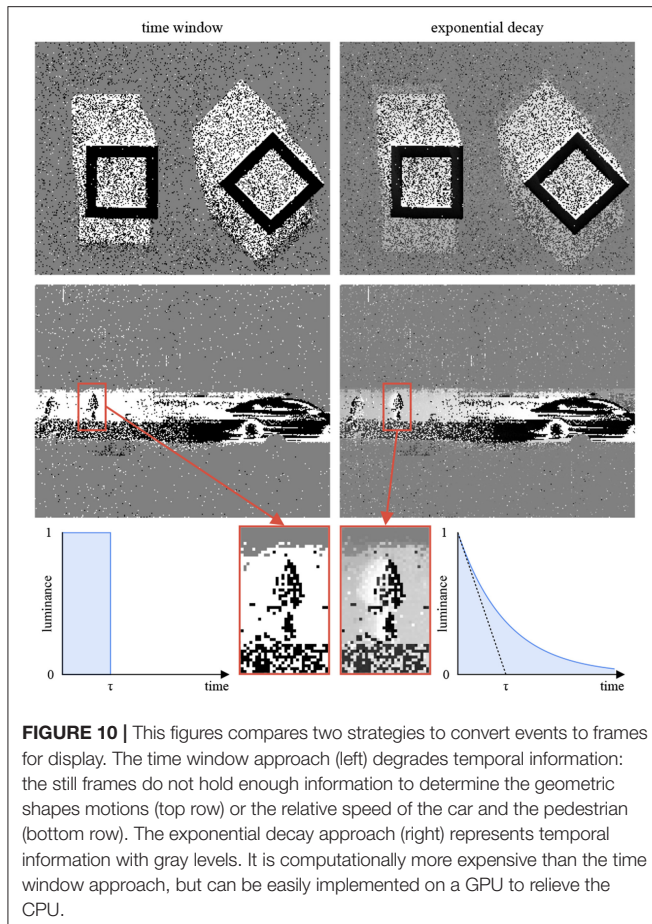 time window
exponential decay
1
luminance
0
τ
time
1
luminance
0
τ
time
FIGURE 10 | This figures compares two strategies to convert events to frames
for display. The time window approach (left) degrades temporal information:
the still frames do not hold enough information to determine the geometric
shapes motions (top row) or the relative speed of the car and the pedestrian
(bottom row). The exponential decay approach (right) represents temporal
information with gray levels. It is computationally more expensive than the time
window approach, but can be easily implemented on a GPU to relieve the
CPU.